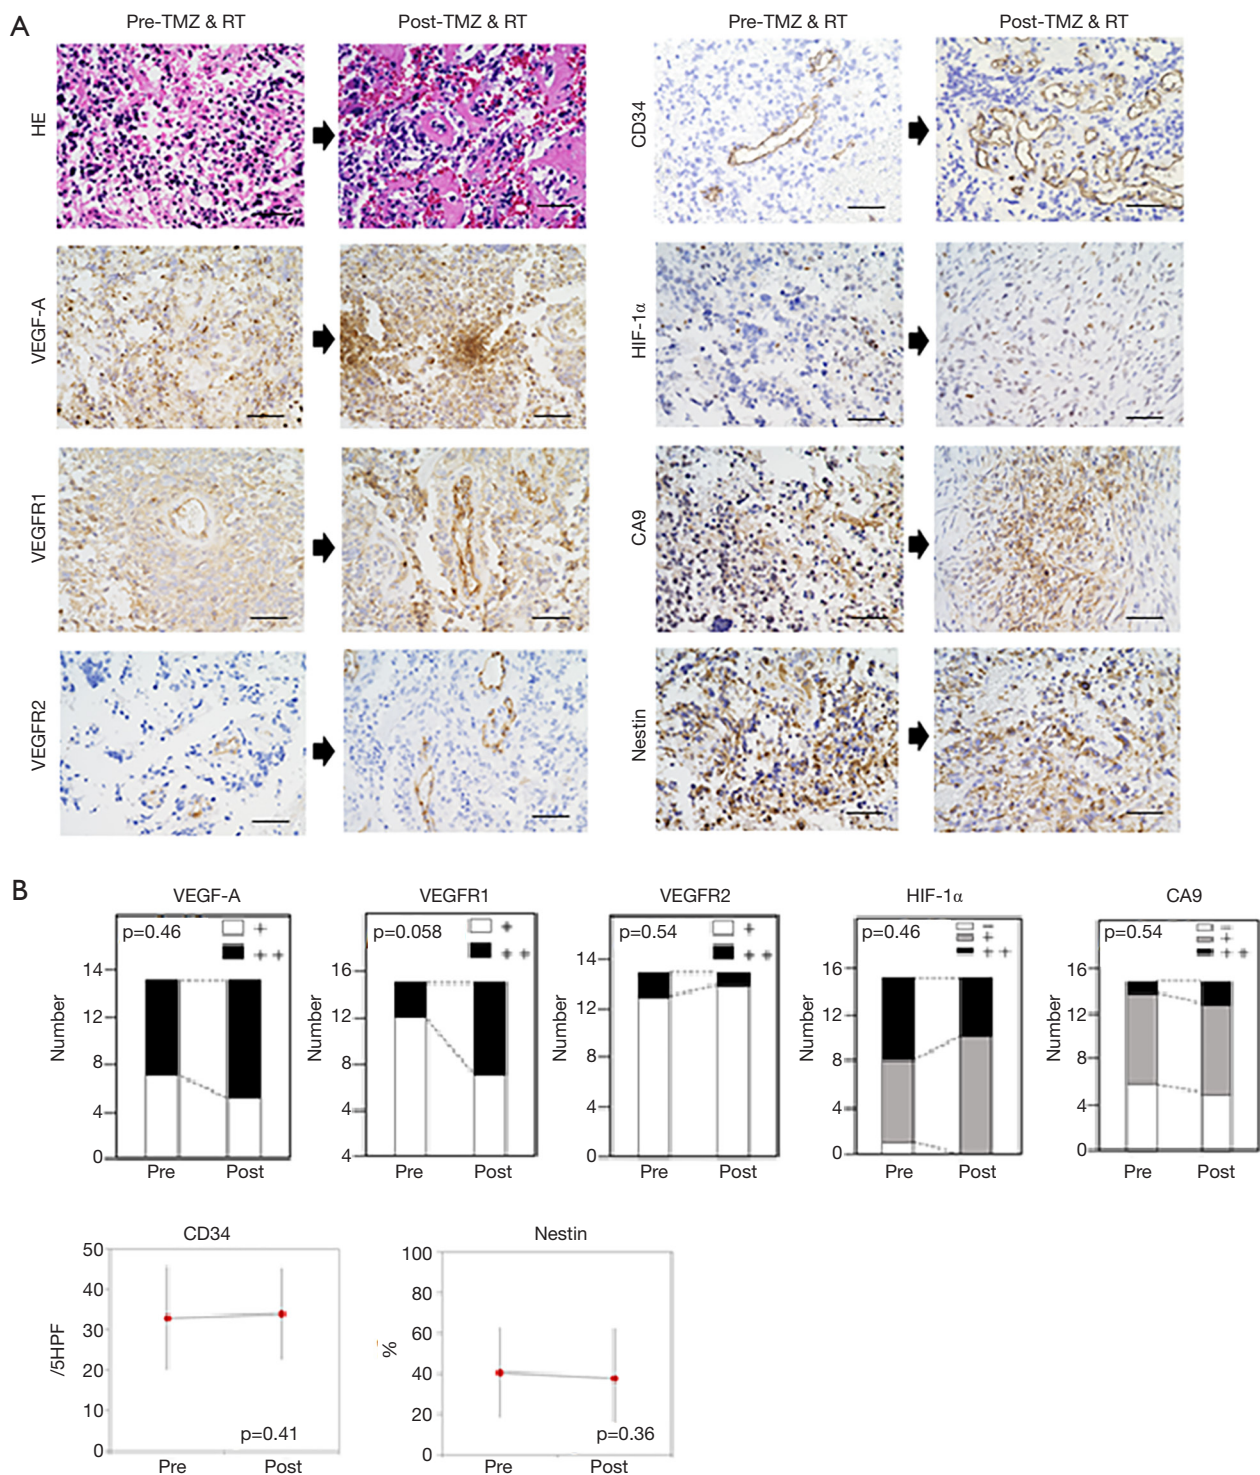 A
Pre-TMZ & RT
Post-TMZ & RT
Pre-TMZ & RT
Post-TMZ & RT
HE
CD34
VEGF-A
HIF-1α
VEGFR1
CA9
VEGFR2
Nestin
B
VEGF-A
p=0.46
+
++
Number
14
12
8
4
0
Pre
Post
VEGFR1
p=0.058
+
++
Number
16
12
8
4
4
Pre
Post
VEGFR2
p=0.54
+
++
Number
14
12
8
4
0
Pre
Post
HIF-1α
p=0.46
−
+
++
Number
16
12
8
4
0
Pre
Post
CA9
p=0.54
−
+
++
Number
16
12
8
4
0
Pre
Post
CD34
/5HPF
50
40
30
20
10
0
p=0.41
Pre
Post
Nestin
%
100
80
60
40
20
0
p=0.36
Pre
Post